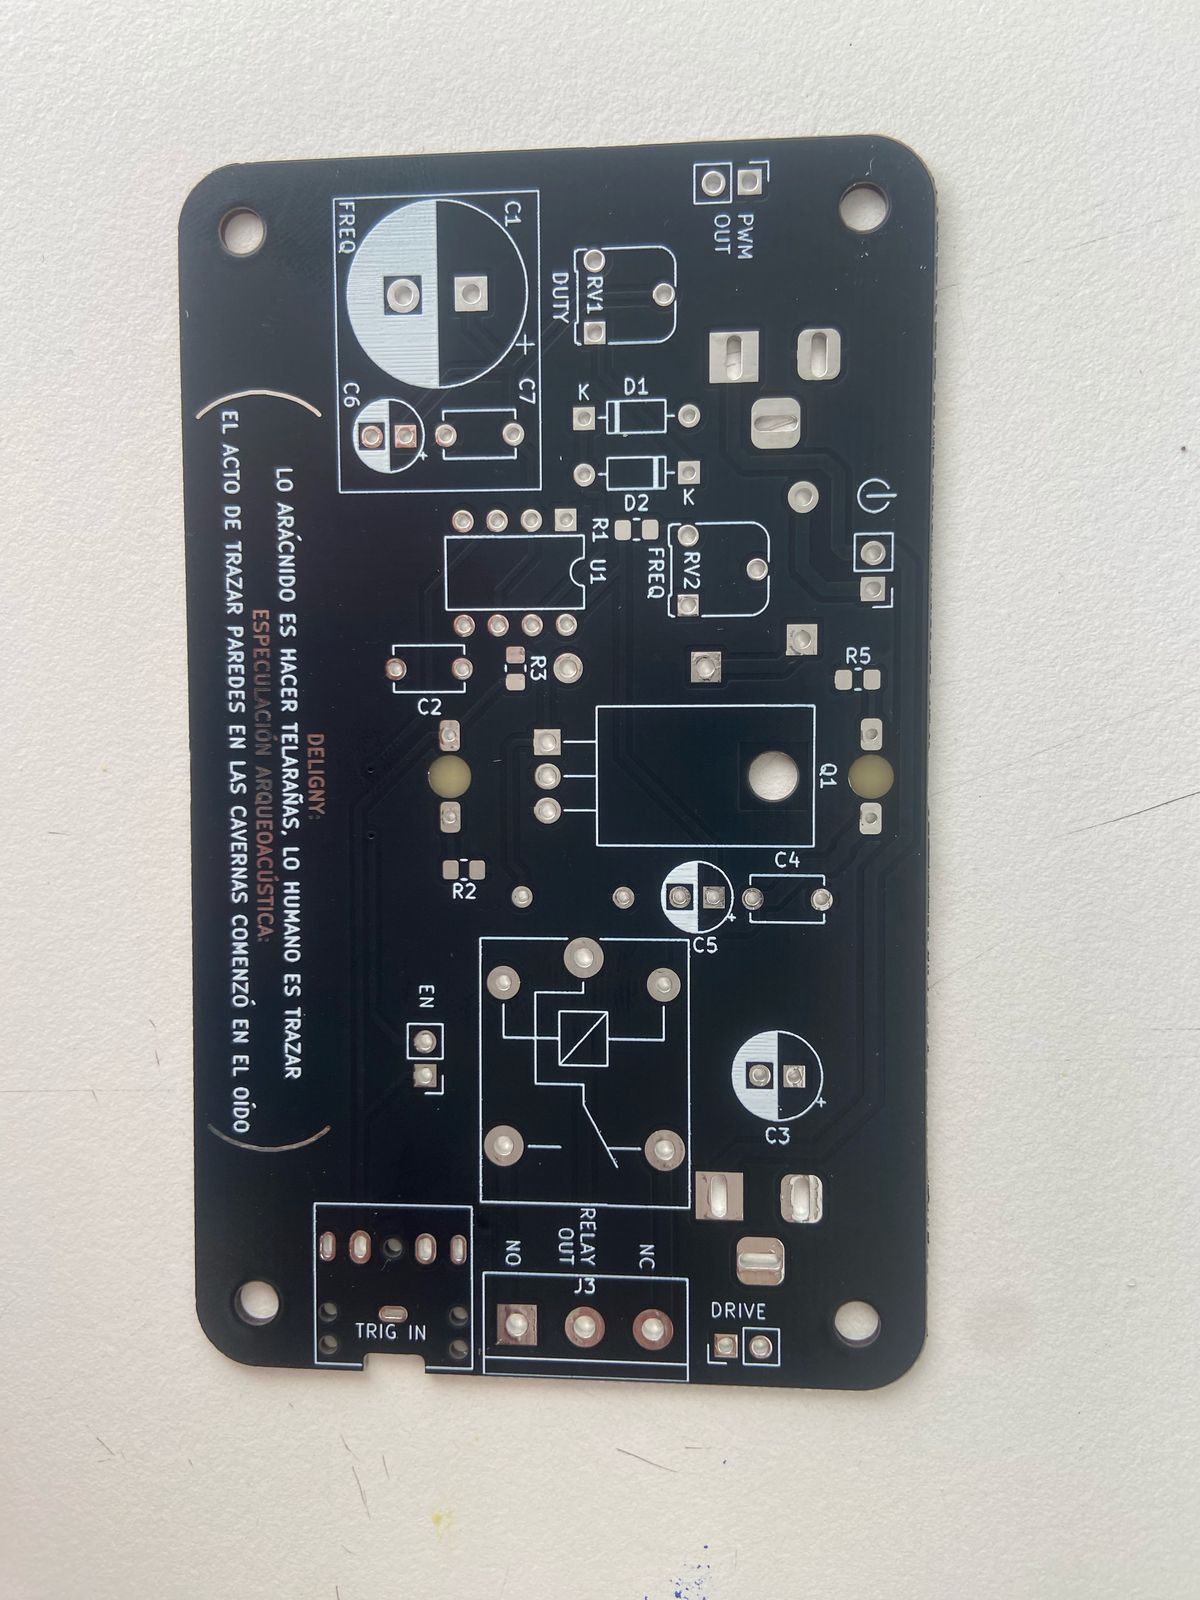 R5
Q1
C4
+
C3
DRIVE
PWM
OUT
+
C5
K
RV2
FREQ
D1
D2
NC
R1
U1
RV1
K
DUTY
RELAY
OUT
J3
R3
NO
C1
+
C7
R2
C2
EN
+
TRIG IN
FREQ
C6
DELIGNY:
LO ARÁCNIDO ES HACER TELARAÑAS, LO HUMANO ES TRAZAR
ESPECULACIÓN ARQUEOACÚSTICA:
EL ACTO DE TRAZAR PAREDES EN LAS CAVERNAS COMENZÓ EN EL OÍDO